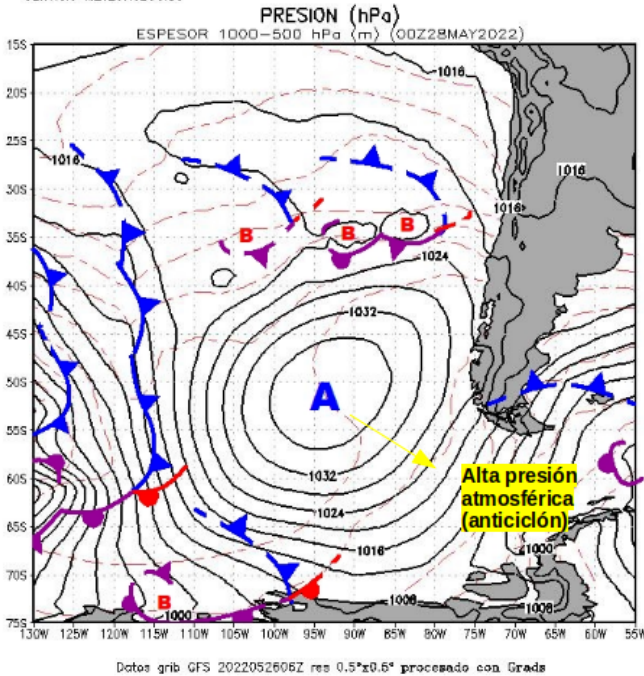 PRESION (hPa)
ESPESOR 1000-500 hPa (m) (00Z28MAY2022)
15S
20S
25S
30S
35S
40S
45S
50S
55S
60S
65S
70S
75S
1016
1016
1016
1016
1016
B
B
B
1024
1032
A
1032
1024
1016
Alta presión
atmosférica
(anticiclón)
1000
1008
1008
B
1000
130W
125W
120W
115W
110W
105W
100W
95W
90W
85W
80W
75W
70W
65W
60W
55W
Datos grib GFS 2022052606Z res 0.5°x0.5° procesado con Grads